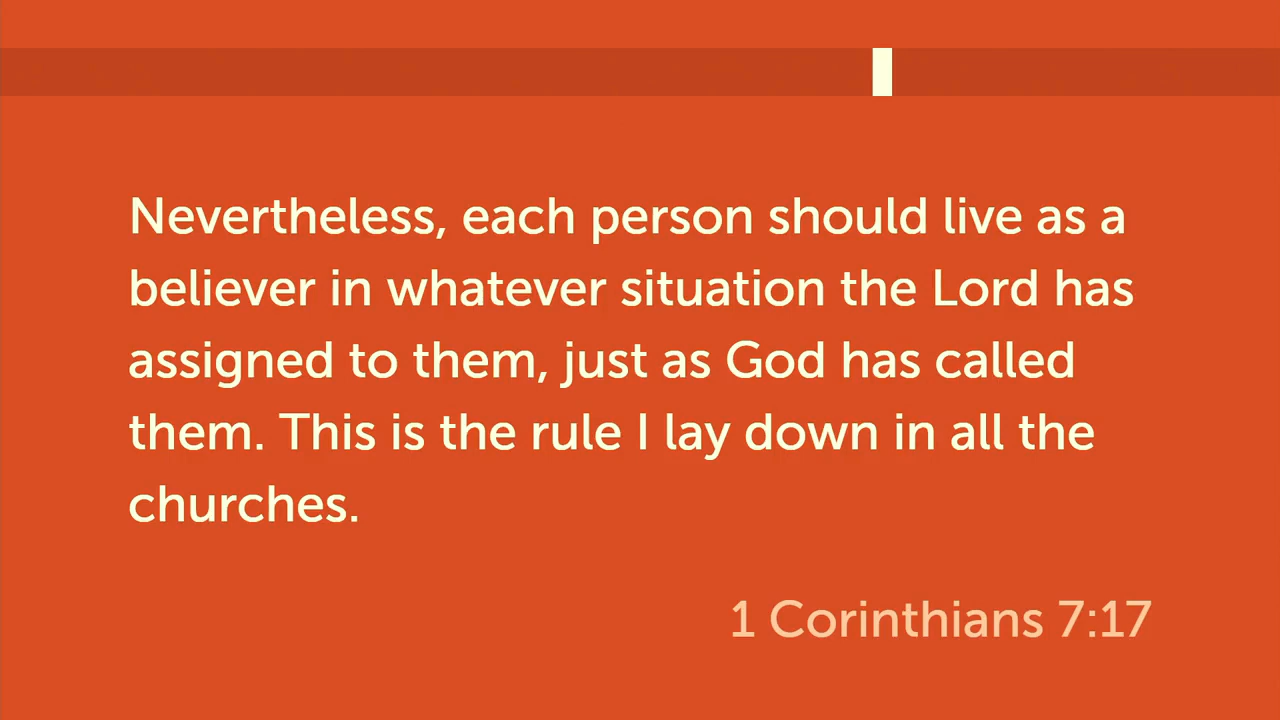 Nevertheless, each person should live as a
believer in whatever situation the Lord has
assigned to them, just as God has called
them. This is the rule I lay down in all the
churches.
1 Corinthians 7:17